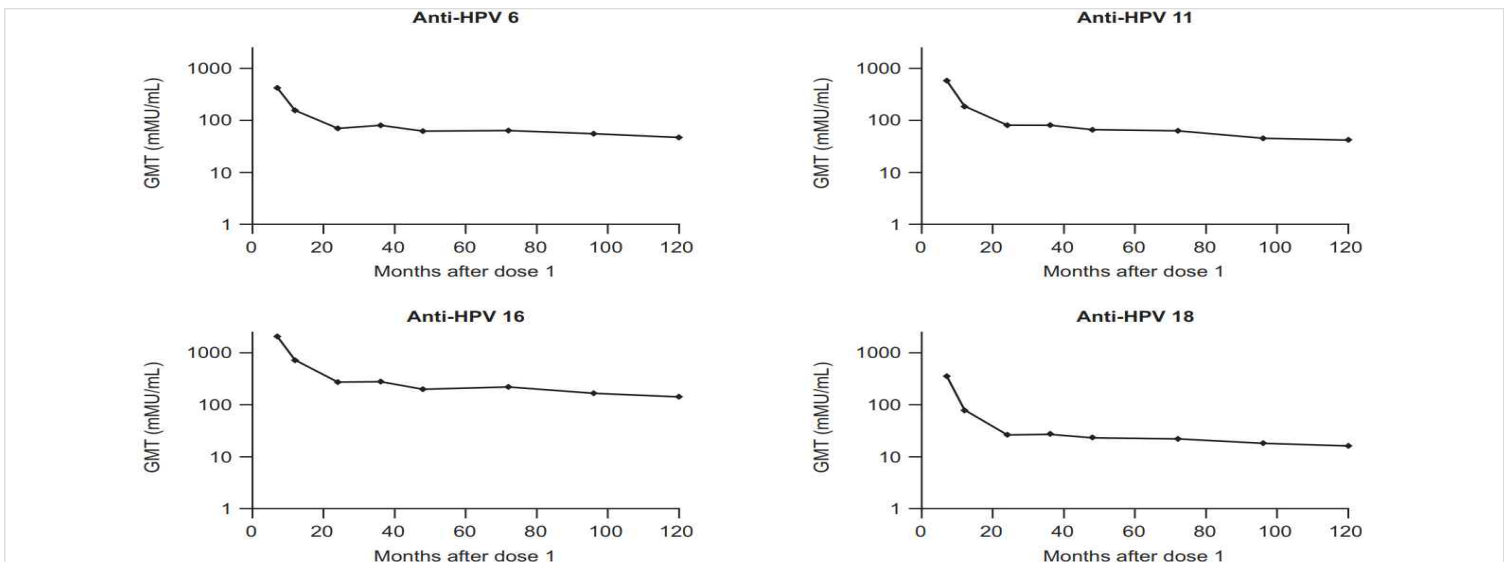 Anti-HPV 6
GMT (mMU/mL)
1000
100
10
1
0 20 40 60 80 100 120
Months after dose 1
Anti-HPV 11
GMT (mMU/mL)
1000
100
10
1
0 20 40 60 80 100 120
Months after dose 1
Anti-HPV 16
GMT (mMU/mL)
1000
100
10
1
0 20 40 60 80 100 120
Months after dose 1
Anti-HPV 18
GMT (mMU/mL)
1000
100
10
1
0 20 40 60 80 100 120
Months after dose 1